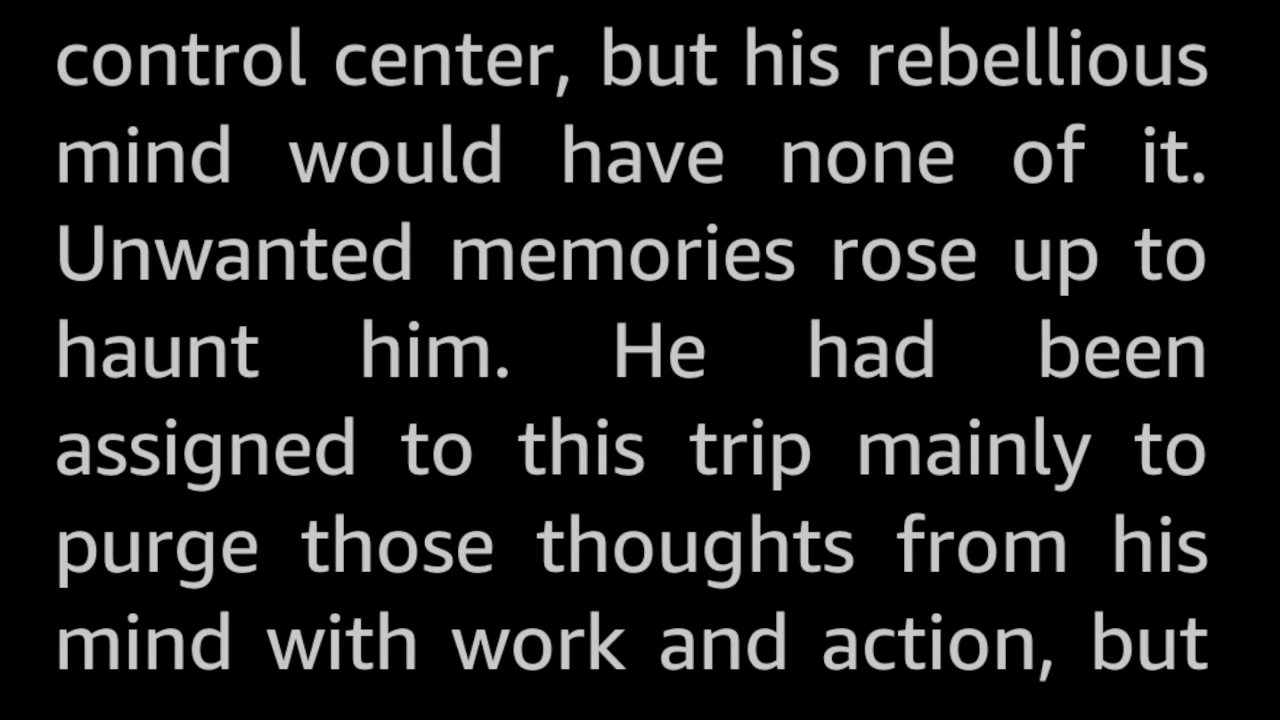 control center, but his rebellious
mind would have none of it.
Unwanted memories rose up to
haunt him. He had been
assigned to this trip mainly to
purge those thoughts from his
mind with work and action, but